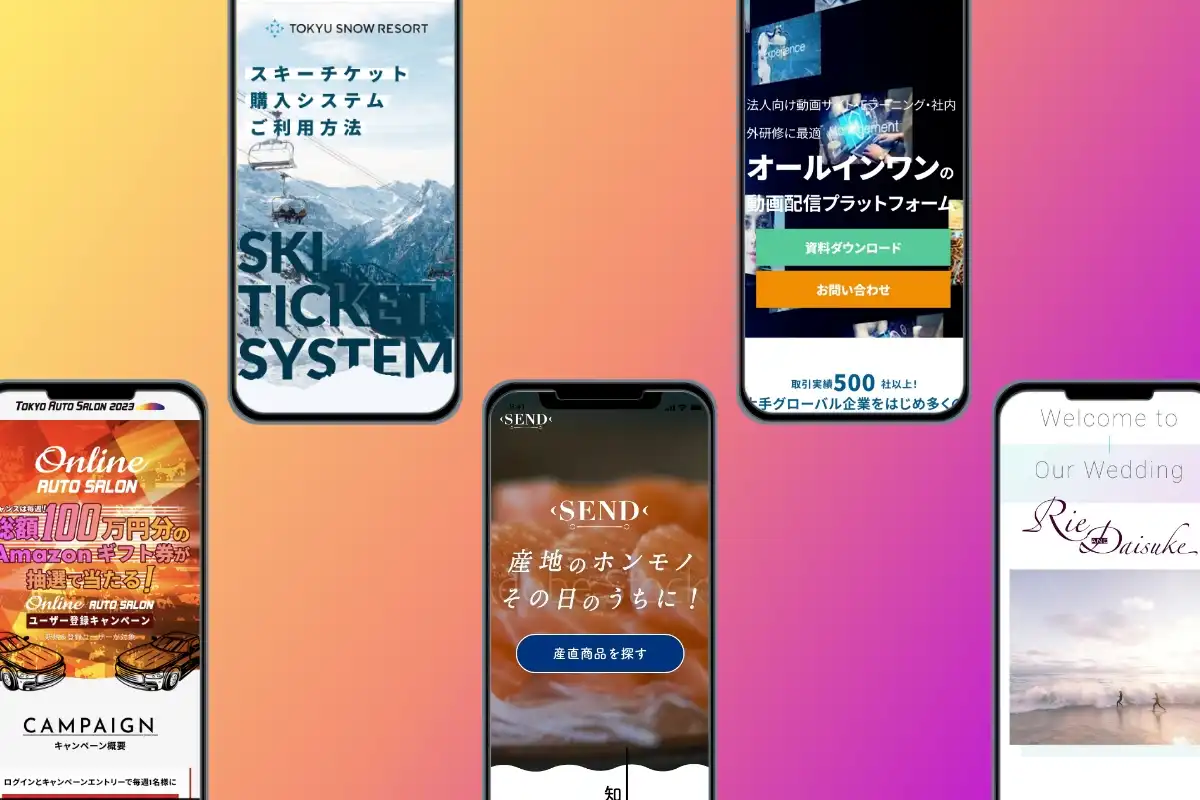 TOKYU SNOW RESORT
スキーチケット
購入システム
ご利用方法
SKI
TICKET
SYSTEM
Experience
法人向け動画サイト・Eラーニング・社内
外研修に最適
Management
オールインワンの
動画配信プラットフォーム
資料ダウンロード
お問い合わせ
取引実績500 社以上!
手グローバル企業をはじめ多く
TOKYO AUTO SALON 2023
Online
AUTO SALON
総額100万円分の
Amazonギフト券が
抽選で当たる!
Online AUTO SALON
ユーザー登録キャンペーン
CAMPAIGN
キャンペーン概要
ログインとキャンペーンエントリーで毎週1名様に
SEND
SEND
産地のホンモノ
その日のうちに!
産直商品を探す
知
Welcome to
Our Wedding
Rie
AND
Daisuke